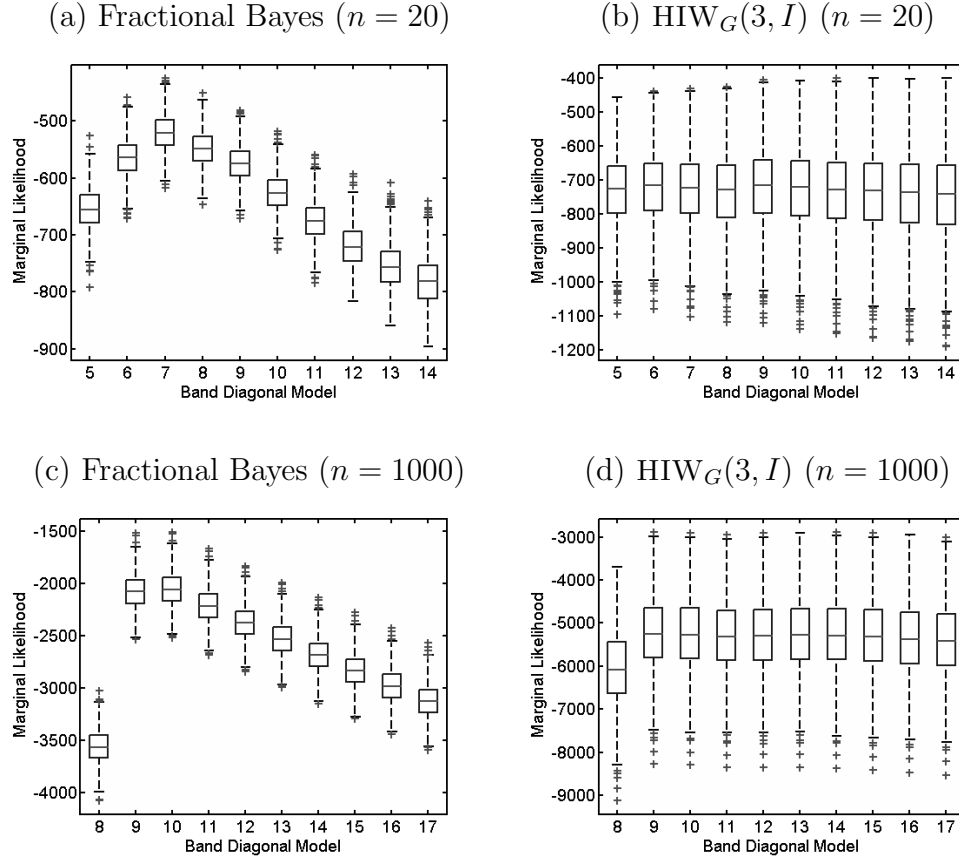 (a) Fractional Bayes (n = 20)
-500
-600
-700
-800
-900
Marginal Likelihood
5 6 7 8 9 10 11 12 13 14
Band Diagonal Model
(b) HIW_G(3, I) (n = 20)
-400
-500
-600
-700
-800
-900
-1000
-1100
-1200
Marginal Likelihood
5 6 7 8 9 10 11 12 13 14
Band Diagonal Model
(c) Fractional Bayes (n = 1000)
-1500
-2000
-2500
-3000
-3500
-4000
Marginal Likelihood
8 9 10 11 12 13 14 15 16 17
Band Diagonal Model
(d) HIW_G(3, I) (n = 1000)
-3000
-4000
-5000
-6000
-7000
-8000
-9000
Marginal Likelihood
8 9 10 11 12 13 14 15 16 17
Band Diagonal Model